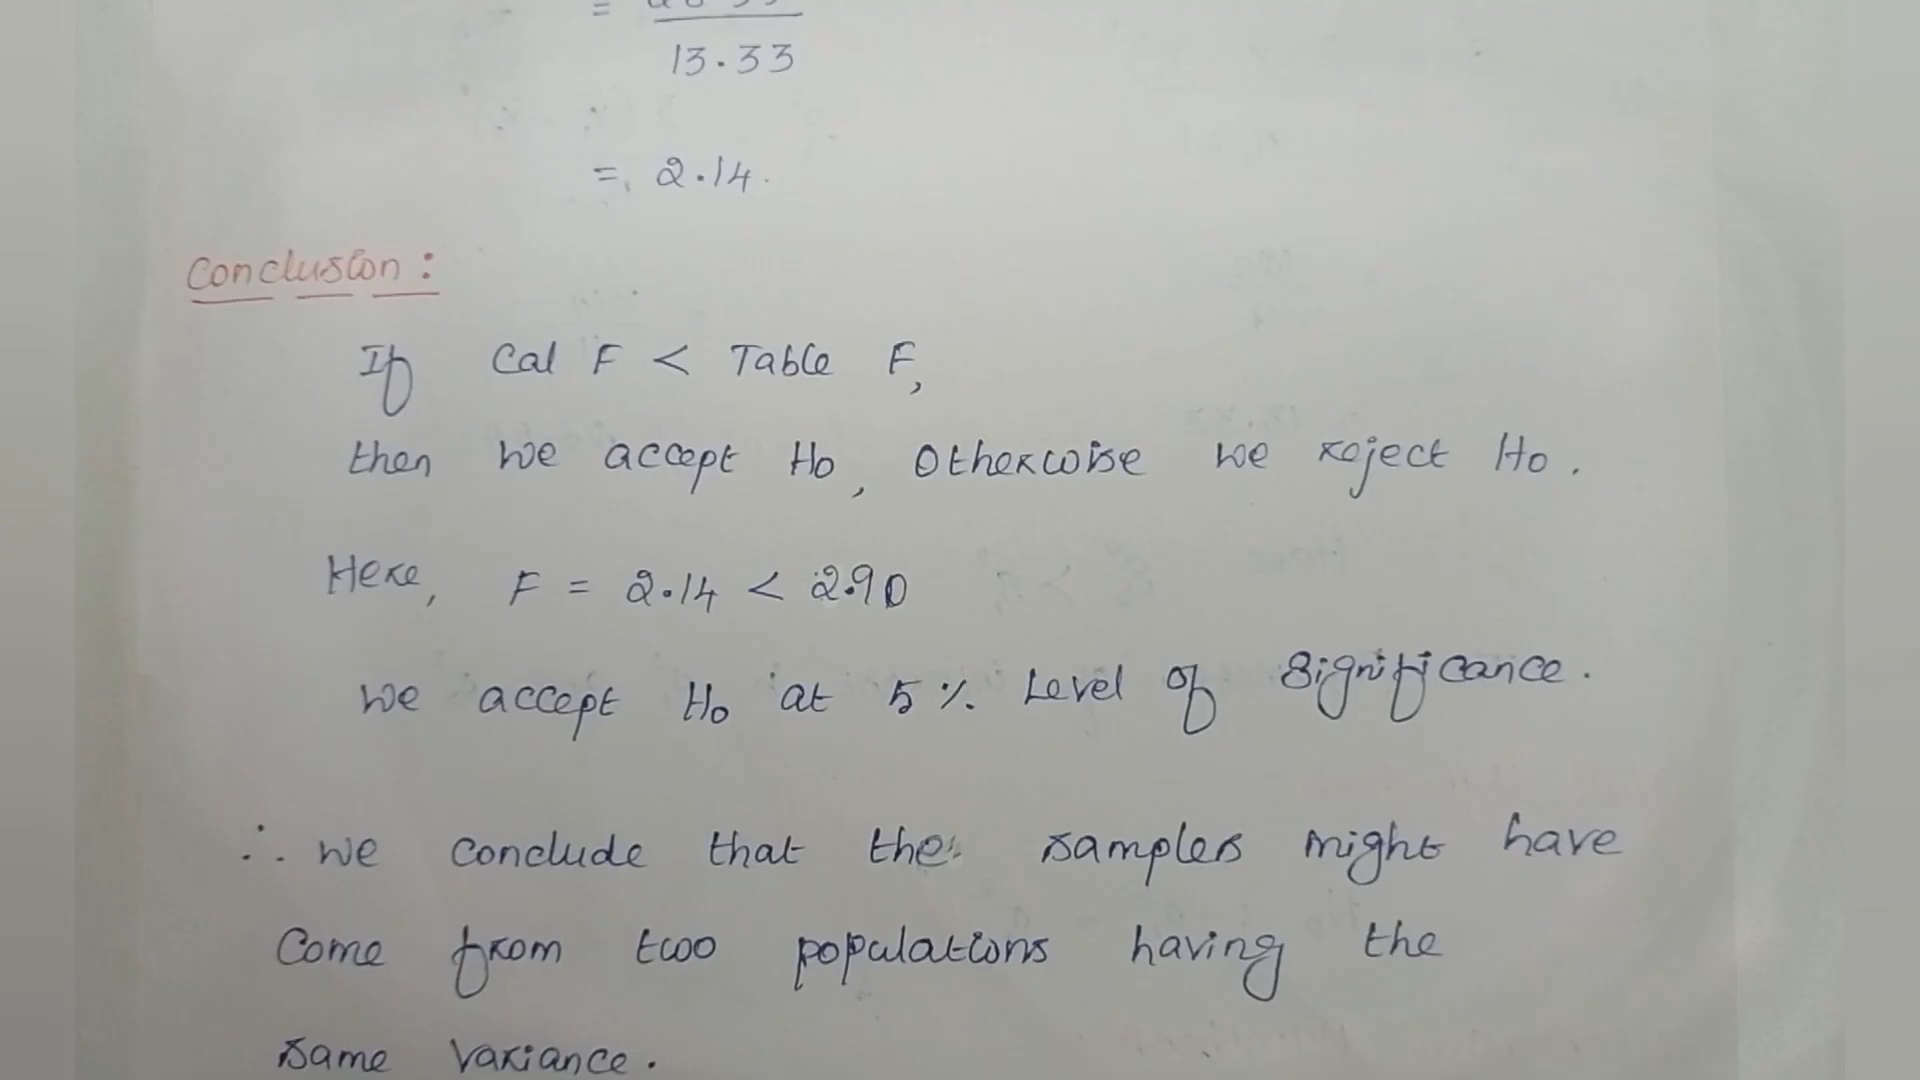 =
13.33
= 2.14.
Conclusion:
If Cal F < Table F,
then we accept Ho, Otherwise we reject Ho.
Here, F = 2.14 < 2.90
we accept Ho at 5% Level of Significance.
∴ we conclude that the samples might have
Come from two populations having the
same variance.